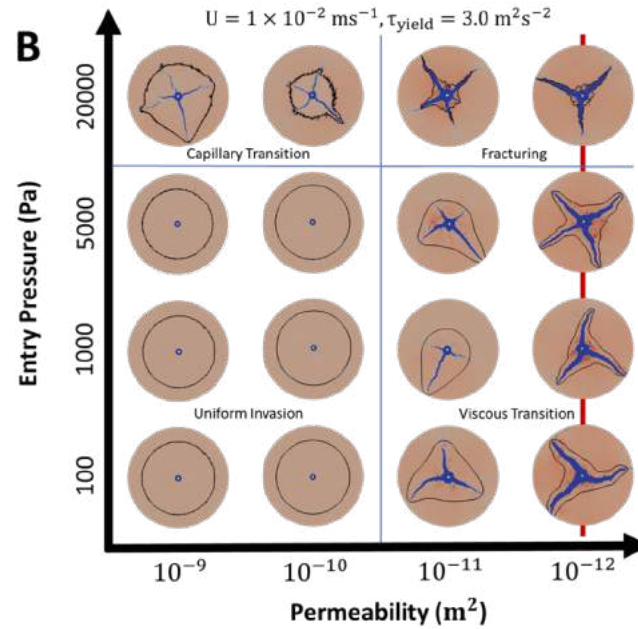 B
U = 1 × 10⁻² ms⁻¹, τyield = 3.0 m²s⁻²
Entry Pressure (Pa)
20000
Capillary Transition
Fracturing
5000
1000
Uniform Invasion
Viscous Transition
100
10⁻⁹
10⁻¹⁰
10⁻¹¹
10⁻¹²
Permeability (m²)